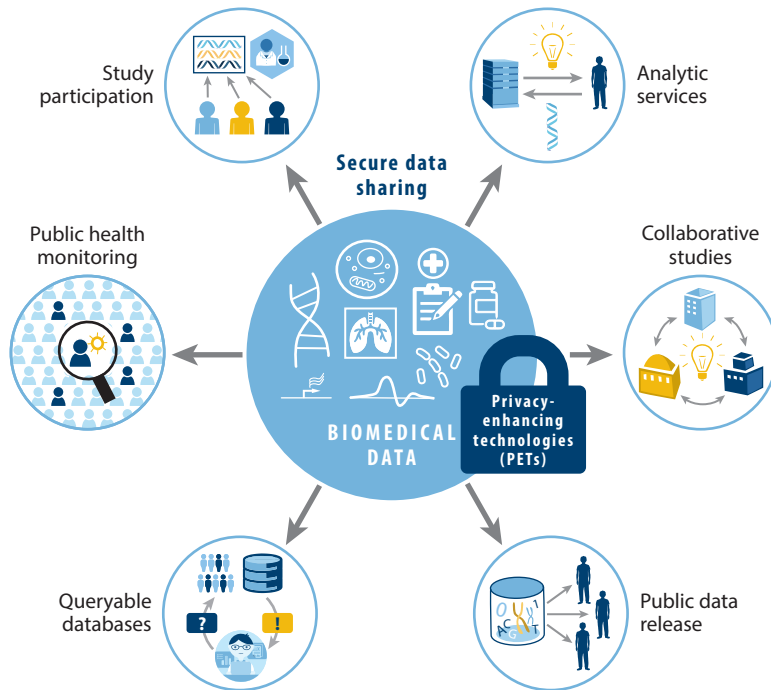 Study
participation
Analytic
services
Secure data
sharing
Public health
monitoring
Collaborative
studies
Privacy-
enhancing
technologies
(PETs)
BIOMEDICAL
DATA
Queryable
databases
?
!
Public data
release
A
C
G
T